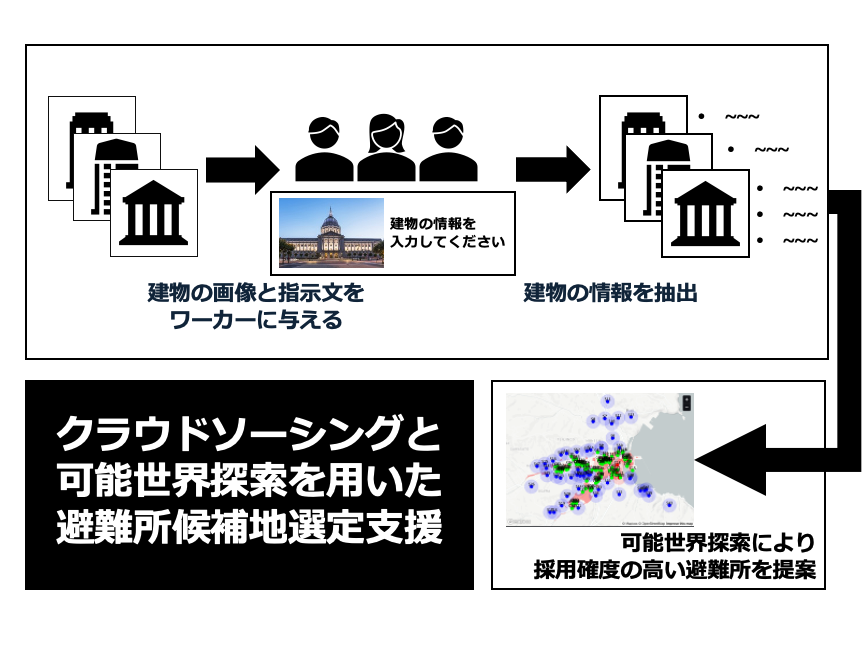 建物の情報を
入力してください
• ~~~
• ~~~
• ~~~
• ~~~
• ~~~
建物の画像と指示文を
ワーカーに与える
建物の情報を抽出
クラウドソーシングと
可能世界探索を用いた
避難所候補地選定支援
可能世界探索により
採用確度の高い避難所を提案